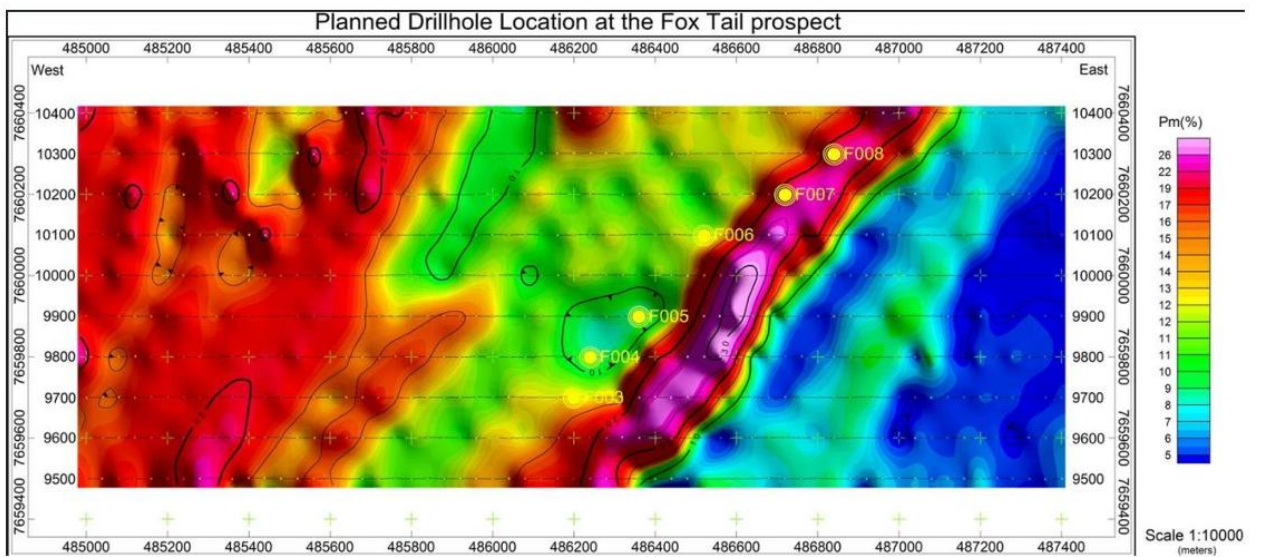 Planned Drillhole Location at the Fox Tail prospect
485000 485200 485400 485600 485800 486000 486200 486400 486600 486800 487000 487200 487400
West East
7660400 10400 10400 7660400
10300 F008 10300
7660200 10200 F007 10200 7660200
10100 F006 10100
7660000 10000 10000 7660000
9900 F005 9900
7659800 9800 F004 9800 7659800
9700 F003 9700
7659600 9600 9600 7659600
9500 9500
7659400 7659400
485000 485200 485400 485600 485800 486000 486200 486400 486600 486800 487000 487200 487400
Pm(%)
26
22
19
17
16
15
14
12
12
11
10
9
8
7
6
5
Scale 1:10000
(meters)